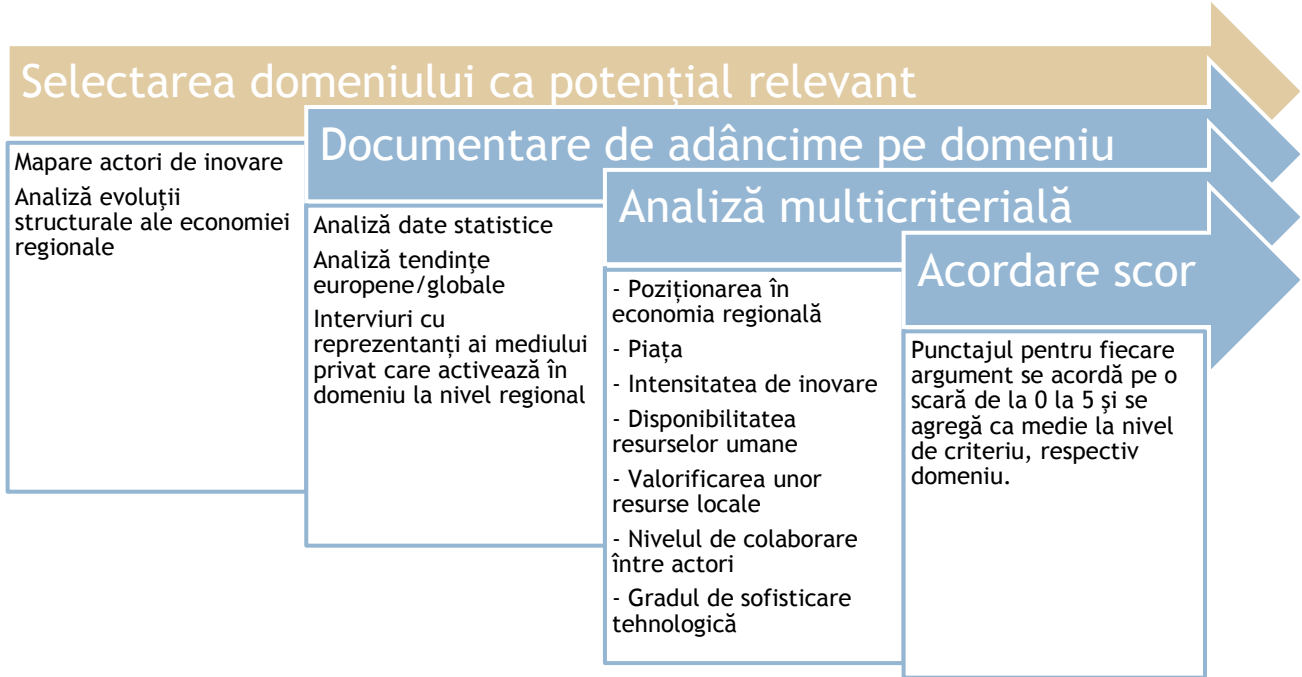 Selectarea domeniului ca potențial relevant
Mapare actori de inovare
Analiză evoluții
structurale ale economiei
regionale
Documentare de adâncime pe domeniu
Analiză date statistice
Analiză tendințe
europene/globale
Interviuri cu
reprezentanți ai mediului
privat care activează în
domeniu la nivel regional
Analiză multicriterială
- Poziționarea în
economia regională
- Piața
- Intensitatea de inovare
- Disponibilitatea
resurselor umane
- Valorificarea unor
resurse locale
- Nivelul de colaborare
între actori
- Gradul de sofisticare
tehnologică
Acordare scor
Punctajul pentru fiecare
argument se acordă pe o
scară de la 0 la 5 și se
agregă ca medie la nivel
de criteriu, respectiv
domeniu.